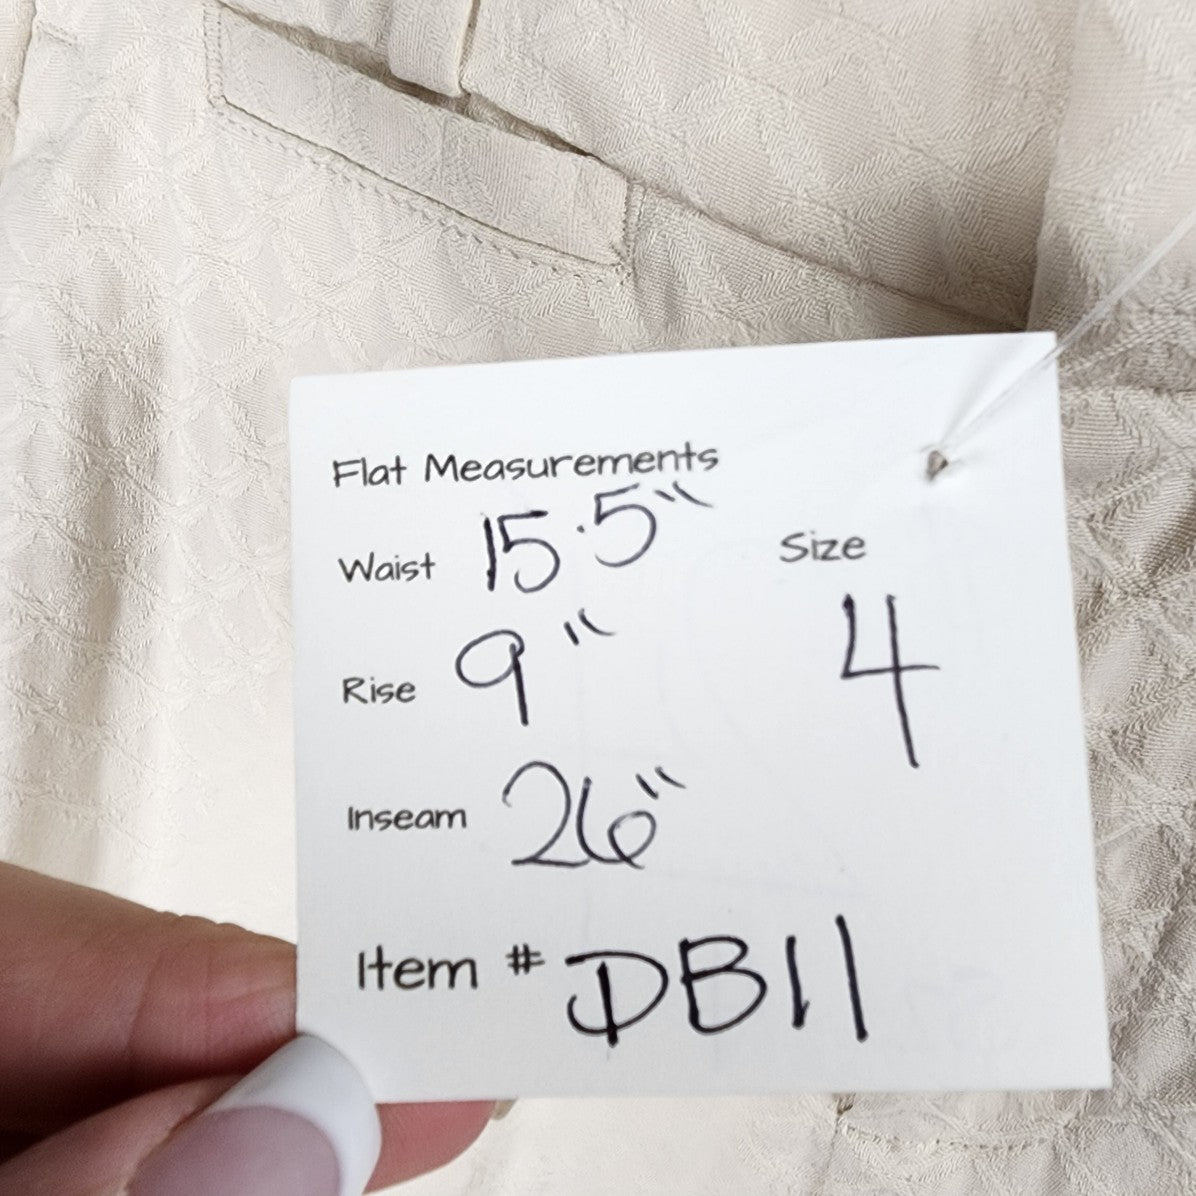 Flat Measurements
Waist 15.5"
Size
4
Rise 9"
Inseam 26"
Item # DB11